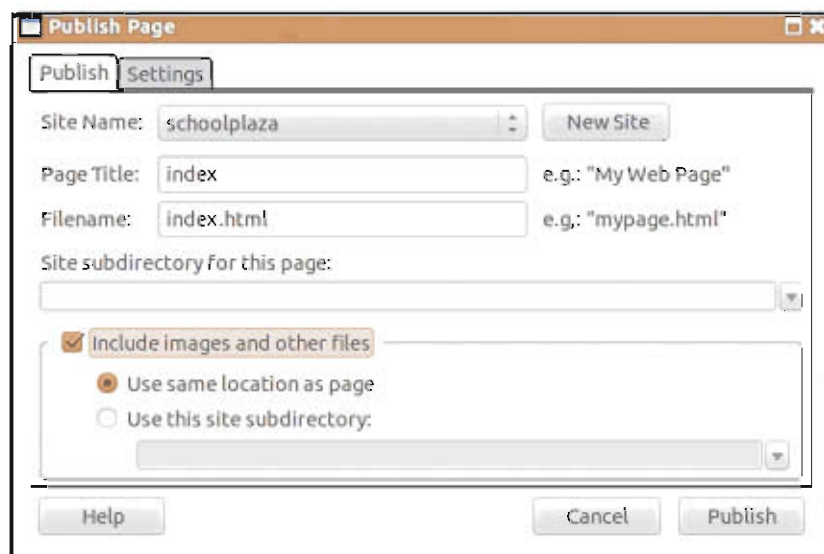 Publish Page
Publish Settings
Site Name: schoolplaza New Site
Page Title: index e.g.: "My Web Page"
Filename: index.html e.g,: "mypage.html"
Site subdirectory for this page:
Include images and other files
Use same location as page
Use this site subdirectory:
Help Cancel Publish